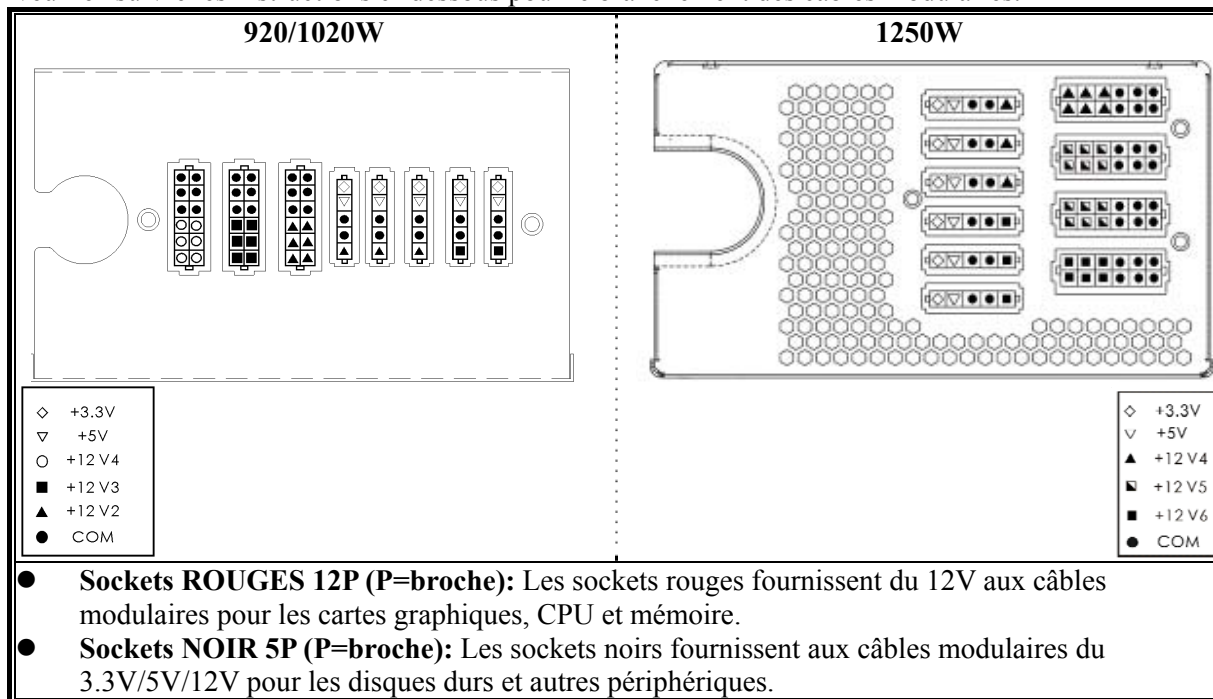 920/1020W
1250W
+3.3V
+5V
+12 V4
+12 V3
+12 V2
COM
+3.3V
+5V
+12 V4
+12 V5
+12 V6
COM
● Sockets ROUGES 12P (P=broche): Les sockets rouges fournissent du 12V aux câbles
modulaires pour les cartes graphiques, CPU et mémoire.
● Sockets NOIR 5P (P=broche): Les sockets noirs fournissent aux câbles modulaires du
3.3V/5V/12V pour les disques durs et autres périphériques.